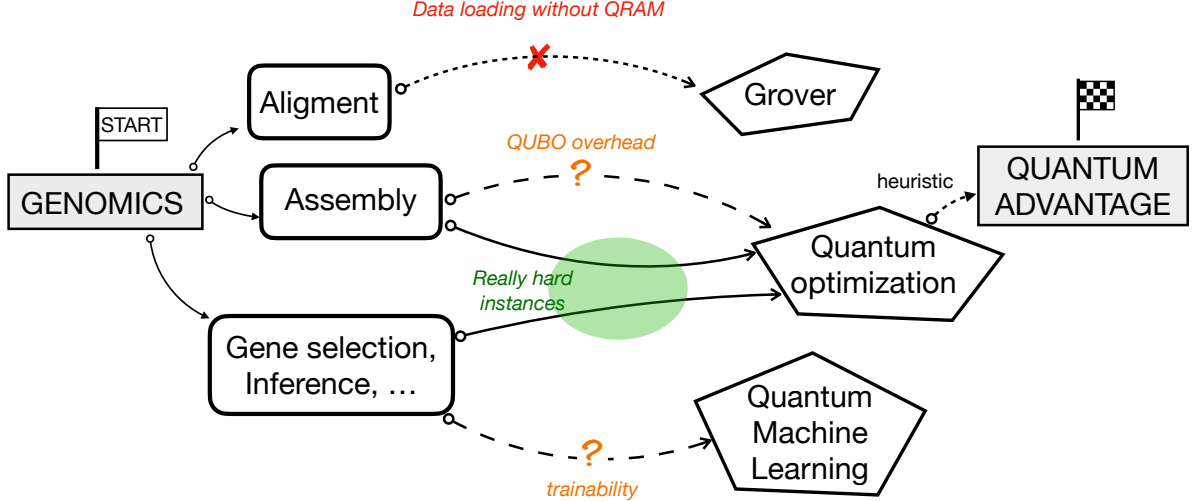 Data loading without QRAM
START
GENOMICS
Aligment
Grover
QUBO overhead
?
Assembly
heuristic
QUANTUM
ADVANTAGE
Quantum
optimization
Really hard
instances
Gene selection,
Inference, …
Quantum
Machine
Learning
?
trainability